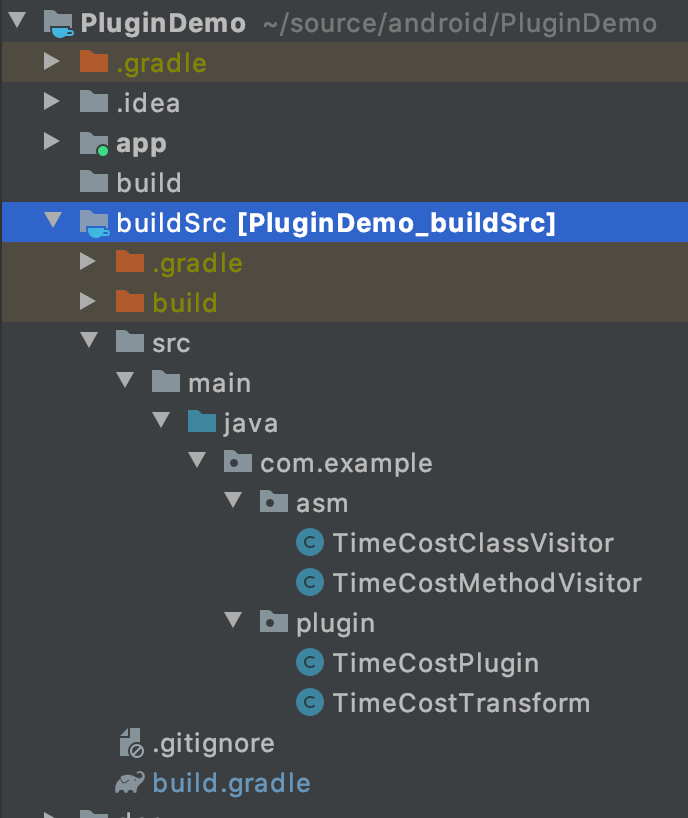 PluginDemo ~/source/android/PluginDemo
.gradle
.idea
app
build
buildSrc [PluginDemo_buildSrc]
.gradle
build
src
main
java
com.example
asm
C TimeCostClassVisitor
C TimeCostMethodVisitor
plugin
C TimeCostPlugin
C TimeCostTransform
.gitignore
build.gradle